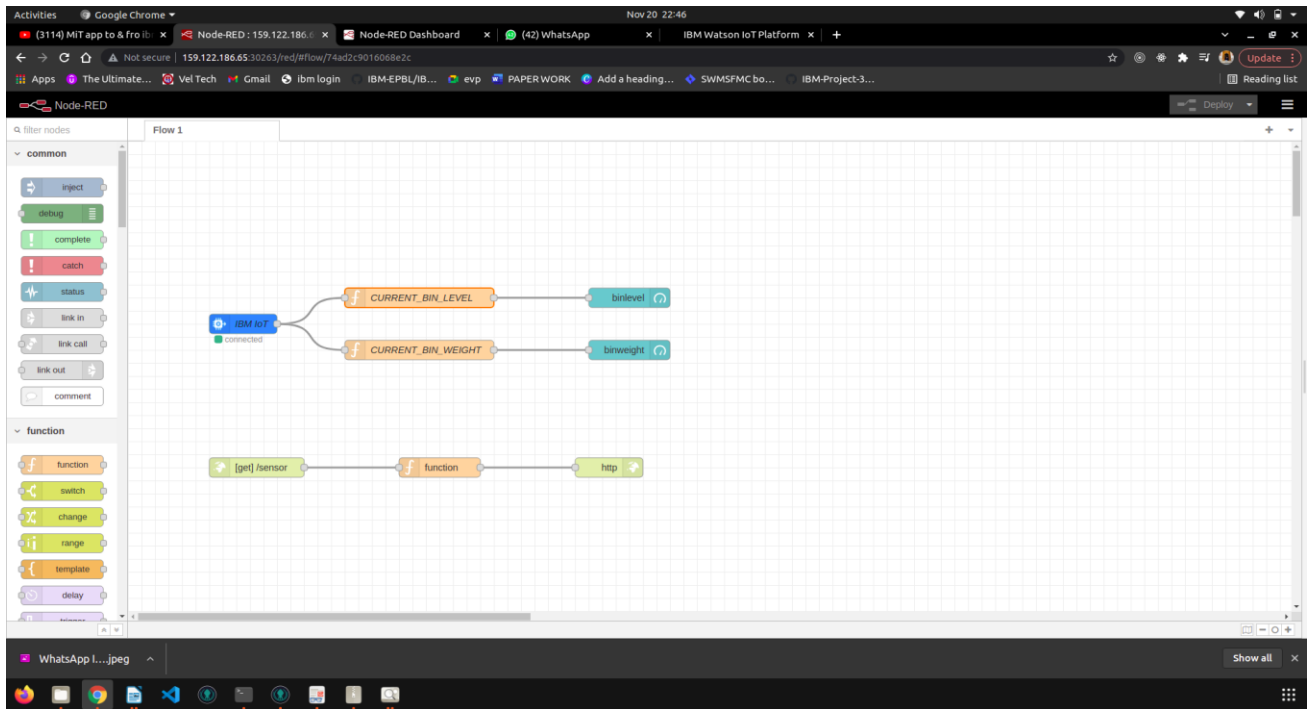 Activities Google Chrome Nov 20 22:46
(3114) MiT app to & fro ib Node-RED : 159.122.186.6 Node-RED Dashboard (42) WhatsApp IBM Watson IoT Platform
Not secure 159.122.186.65:30263/red/#flow/74ad2c9016068e2c Update
Apps The Ultimate... Vel Tech Gmail ibm login IBM-EPBL/IB... evp PAPER WORK Add a heading... SWMSFMC bo... IBM-Project-3... Reading list
Node-RED Deploy
filter nodes Flow 1
common
inject
debug
complete
catch
status
link in
link call
link out
comment
function
function
switch
change
range
template
delay
trigger
CURRENT_BIN_LEVEL binlevel
IBM IoT
connected
CURRENT_BIN_WEIGHT binweight
[get] /sensor function http
WhatsApp I....jpeg Show all